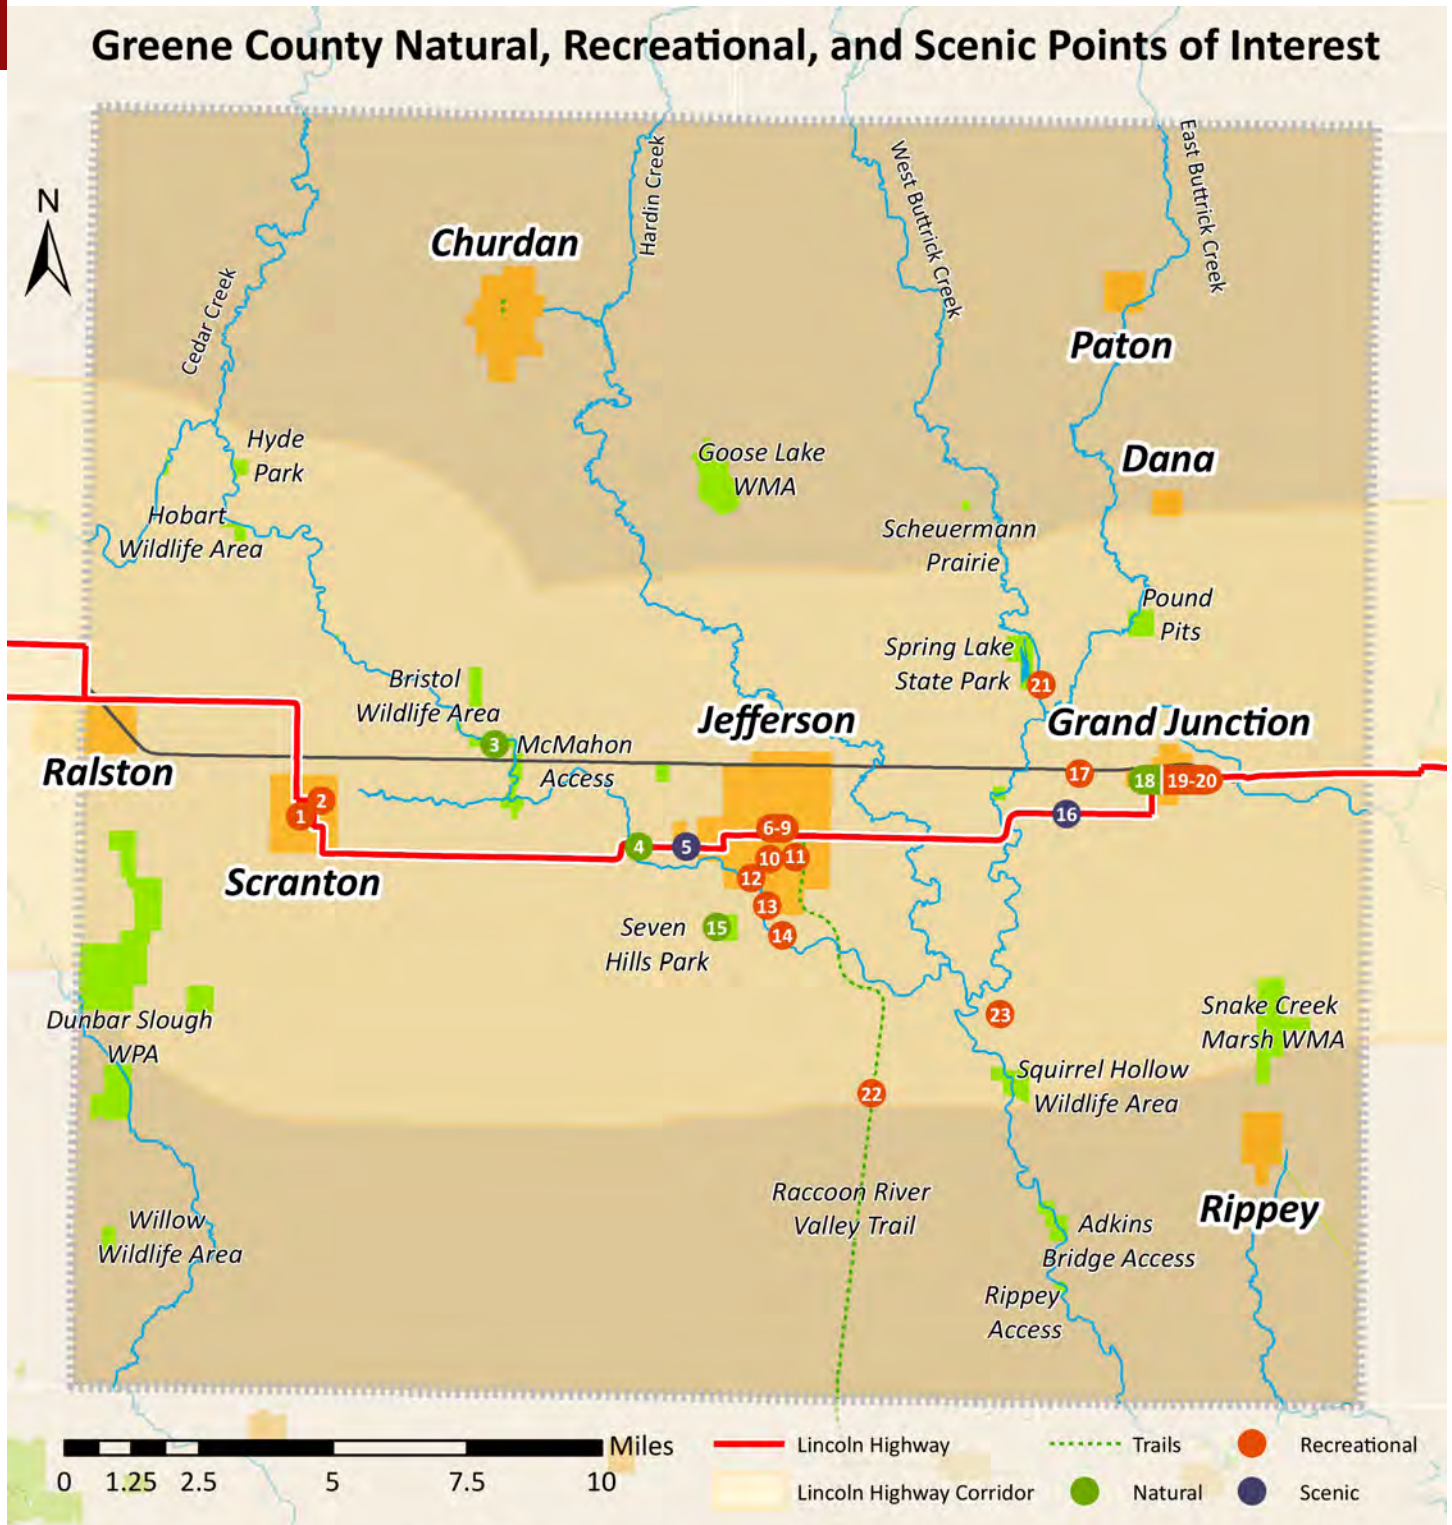 Greene County Natural, Recreational, and Scenic Points of Interest
N
Cedar Creek
Hardin Creek
West Buttrick Creek
East Buttrick Creek
Churdan
Paton
Dana
Hyde
Park
Goose Lake
WMA
Hobart
Wildlife Area
Scheuermann
Prairie
Pound
Pits
Spring Lake
State Park
21
Bristol
Wildlife Area
3
McMahon
Access
Jefferson
Grand Junction
Ralston
17
18
19-20
2
1
16
6-9
4
5
10
11
12
Scranton
13
14
15
Seven
Hills Park
Dunbar Slough
WPA
23
Snake Creek
Marsh WMA
Squirrel Hollow
Wildlife Area
22
Raccoon River
Valley Trail
Rippey
Willow
Wildlife Area
Adkins
Bridge Access
Rippey
Access
Miles
0 1.25 2.5 5 7.5 10
Lincoln Highway
Lincoln Highway Corridor
Trails
Natural
Recreational
Scenic